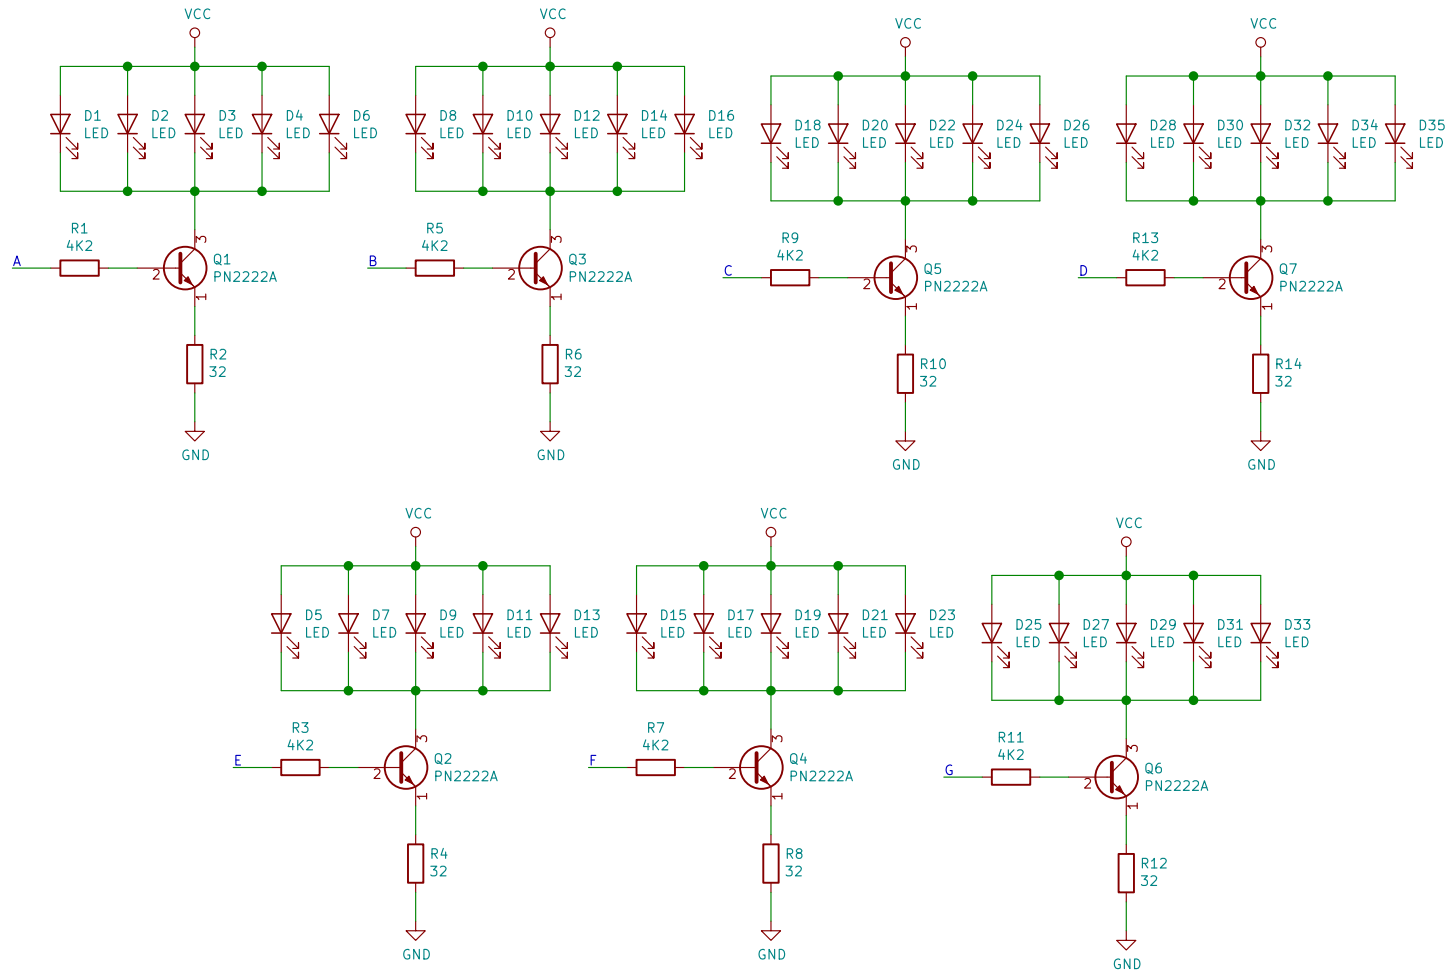 VCC
VCC
VCC
VCC
D1 D2 D3 D4 D6
LED LED LED LED LED
D8 D10 D12 D14 D16
LED LED LED LED LED
D18 D20 D22 D24 D26
LED LED LED LED LED
D28 D30 D32 D34 D35
LED LED LED LED LED
R1
4K2
A
2
3
1
Q1
PN2222A
R2
32
GND
R5
4K2
B
2
3
1
Q3
PN2222A
R6
32
GND
R9
4K2
C
2
3
1
Q5
PN2222A
R10
32
GND
R13
4K2
D
2
3
1
Q7
PN2222A
R14
32
GND
VCC
VCC
VCC
D5 D7 D9 D11 D13
LED LED LED LED LED
D15 D17 D19 D21 D23
LED LED LED LED LED
D25 D27 D29 D31 D33
LED LED LED LED LED
R3
4K2
E
2
3
1
Q2
PN2222A
R4
32
GND
R7
4K2
F
2
3
1
Q4
PN2222A
R8
32
GND
R11
4K2
G
2
3
1
Q6
PN2222A
R12
32
GND